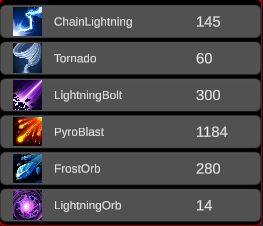 ChainLightning 145
Tornado 60
LightningBolt 300
PyroBlast 1184
FrostOrb 280
LightningOrb 14